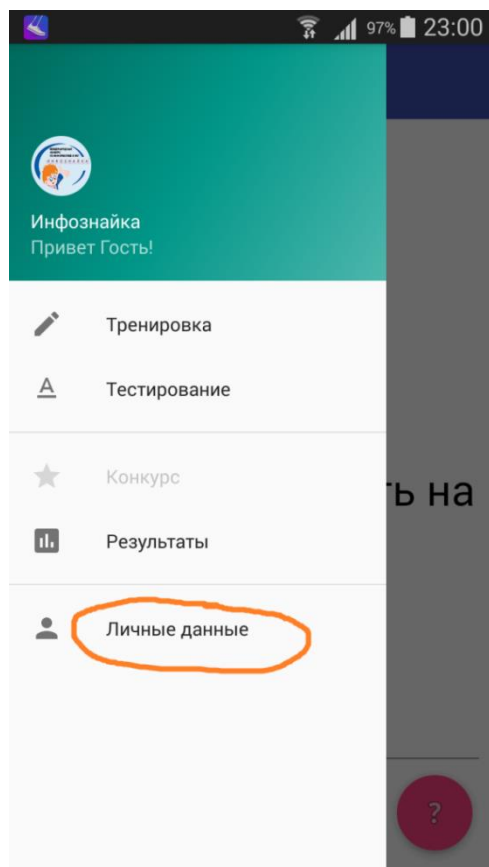 97% 23:00
Инфознайка
Привет Гость!
Тренировка
Тестирование
Конкурс
ть на
Результаты
Личные данные
?